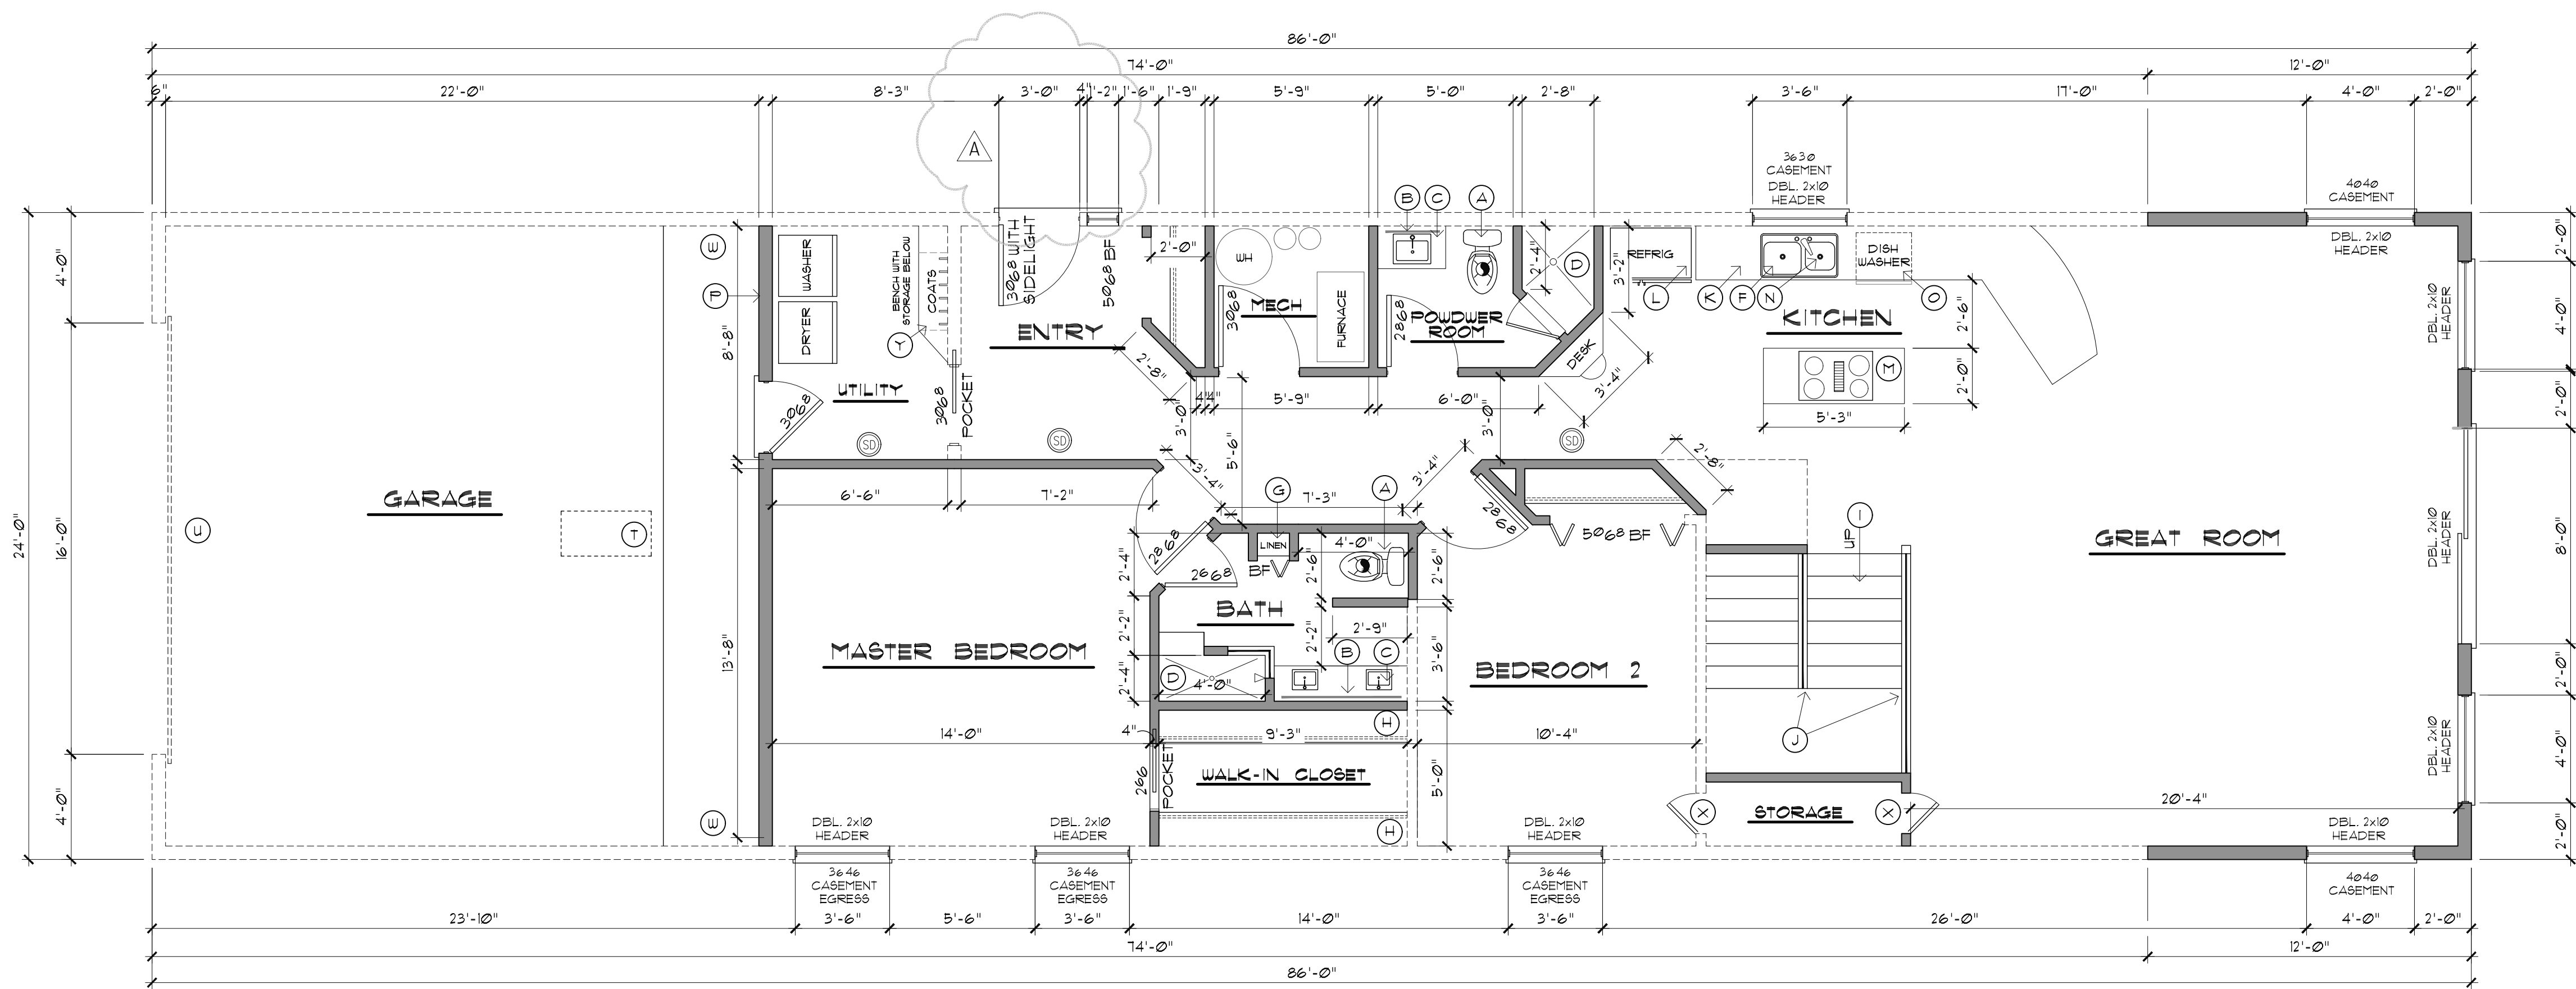 86'-0"
74'-0"
12'-0"
6"
22'-0"
8'-3"
3'-0"
4"
1'-2"
1'-6"
1'-9"
5'-9"
5'-0"
2'-8"
3'-6"
17'-0"
4'-0"
2'-0"
A
3630
CASEMENT
DBL. 2x10
HEADER
4040
CASEMENT
DBL. 2x10
HEADER
24'-0"
4'-0"
16'-0"
4'-0"
W
P
WASHER
DRYER
BENCH WITH
STORAGE BELOW
COATS
Y
3068 WITH
SIDELIGHT
5068 BF
ENTRY
2'-0"
WH
3068
MECH
FURNACE
B
C
A
2868
POWDWER
ROOM
2'-4"
D
3'-2"
DESK
REFRIG
L
K
F
N
DISH
WASHER
O
KITCHEN
2'-6"
2'-0"
M
5'-3"
8'-8"
UTILITY
3068
3068
POCKET
SD
SD
SD
2'-8"
3'-0"
4"
4"
5'-9"
6'-0"
3'-0"
3'-4"
5'-6"
2'-8"
DBL. 2x10
HEADER
2'-0"
4'-0"
2'-0"
8'-0"
2'-0"
4'-0"
2'-0"
GARAGE
U
T
6'-6"
7'-2"
3'-4"
G
7'-3"
A
3'-4"
2868
5068 BF
UP
I
GREAT ROOM
DBL. 2x10
HEADER
2868
2668
LINEN
BF
4'-0"
2'-6"
2'-6"
2'-4"
2'-2"
2'-4"
BATH
2'-2"
2'-9"
B
C
3'-6"
D
4'-0"
13'-8"
MASTER BEDROOM
BEDROOM 2
H
14'-0"
4"
9'-3"
10'-4"
J
266
POCKET
WALK-IN CLOSET
5'-0"
DBL. 2x10
HEADER
20'-4"
X
STORAGE
X
W
H
DBL. 2x10
HEADER
DBL. 2x10
HEADER
DBL. 2x10
HEADER
DBL. 2x10
HEADER
3646
CASEMENT
EGRESS
3646
CASEMENT
EGRESS
3646
CASEMENT
EGRESS
4040
CASEMENT
23'-10"
3'-6"
5'-6"
3'-6"
14'-0"
3'-6"
26'-0"
4'-0"
2'-0"
74'-0"
12'-0"
86'-0"